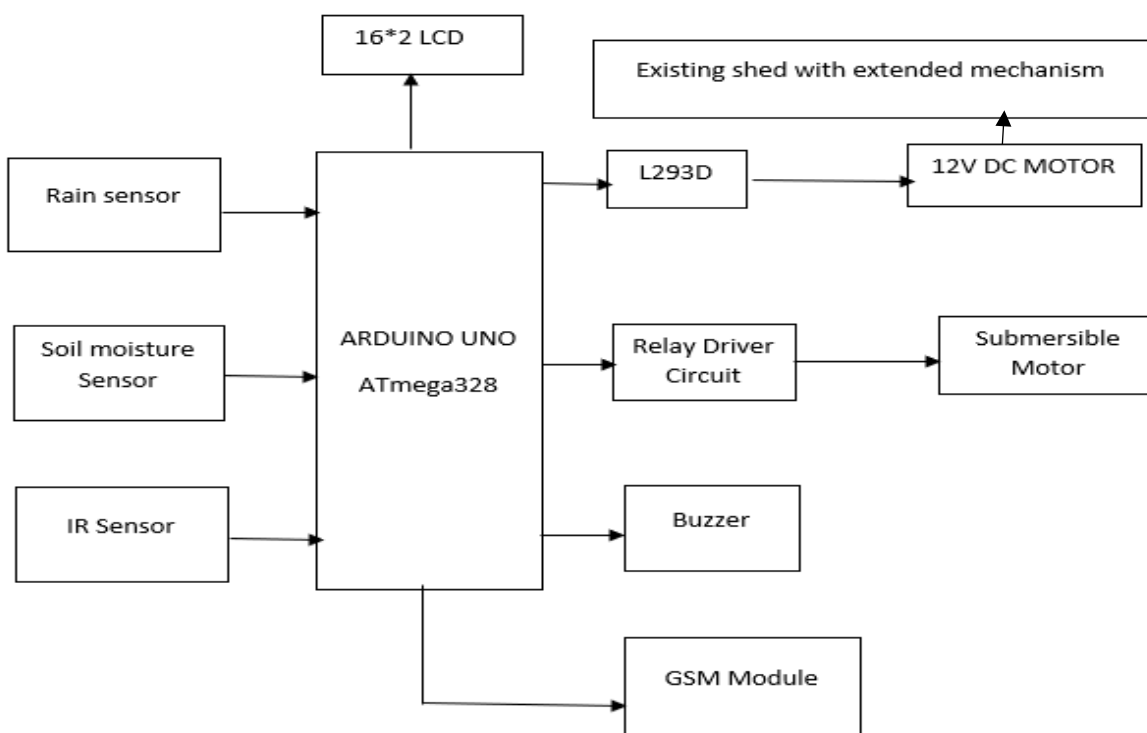 16*2 LCD
Existing shed with extended mechanism
Rain sensor
L293D
12V DC MOTOR
Soil moisture
Sensor
ARDUINO UNO
ATmega328
Relay Driver
Circuit
Submersible
Motor
IR Sensor
Buzzer
GSM Module